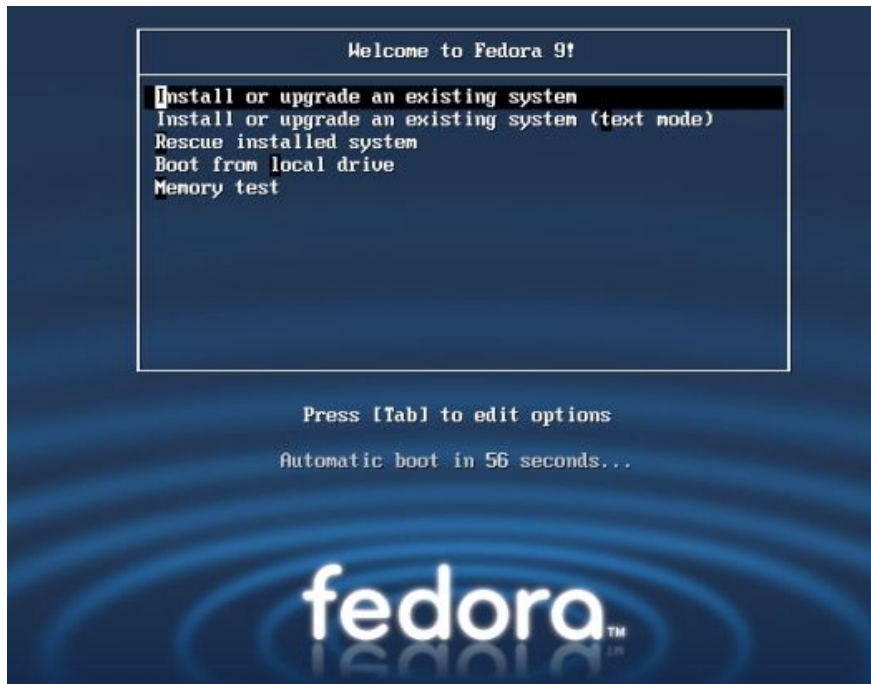 Welcome to Fedora 9!
Install or upgrade an existing system
Install or upgrade an existing system (text mode)
Rescue installed system
Boot from local drive
Memory test
Press [Tab] to edit options
Automatic boot in 56 seconds...
fedora™